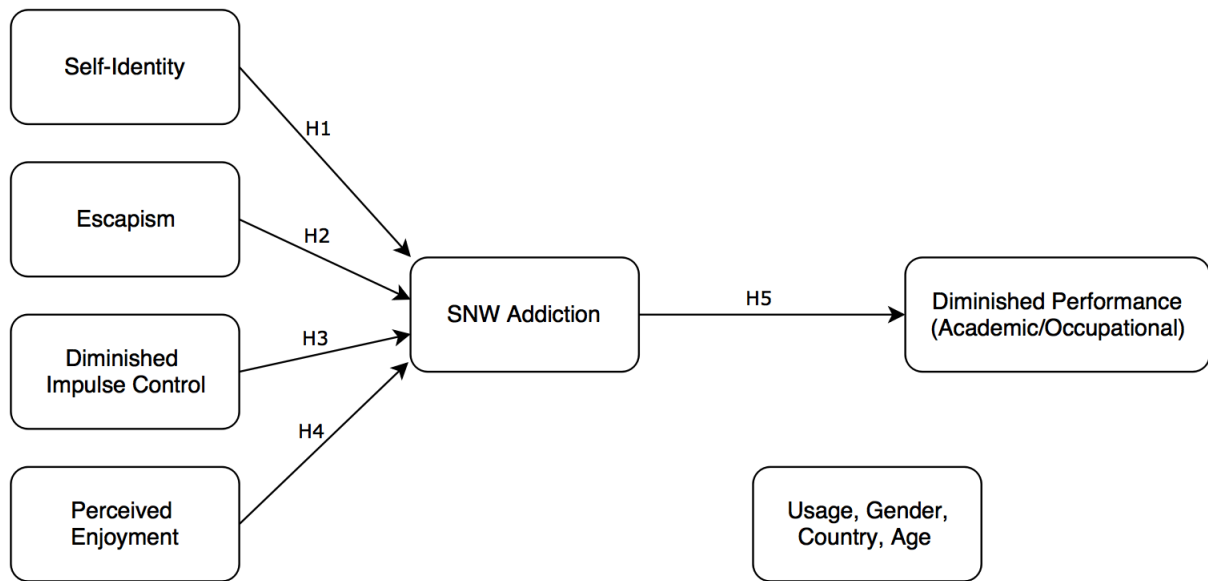 Self-Identity
H1
Escapism
H2
SNW Addiction
H5
Diminished Performance
(Academic/Occupational)
Diminished
Impulse Control
H3
H4
Perceived
Enjoyment
Usage, Gender,
Country, Age